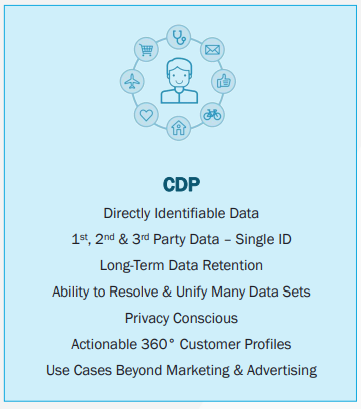 CDP
Directly Identifiable Data
1st, 2nd & 3rd Party Data – Single ID
Long-Term Data Retention
Ability to Resolve & Unify Many Data Sets
Privacy Conscious
Actionable 360° Customer Profiles
Use Cases Beyond Marketing & Advertising